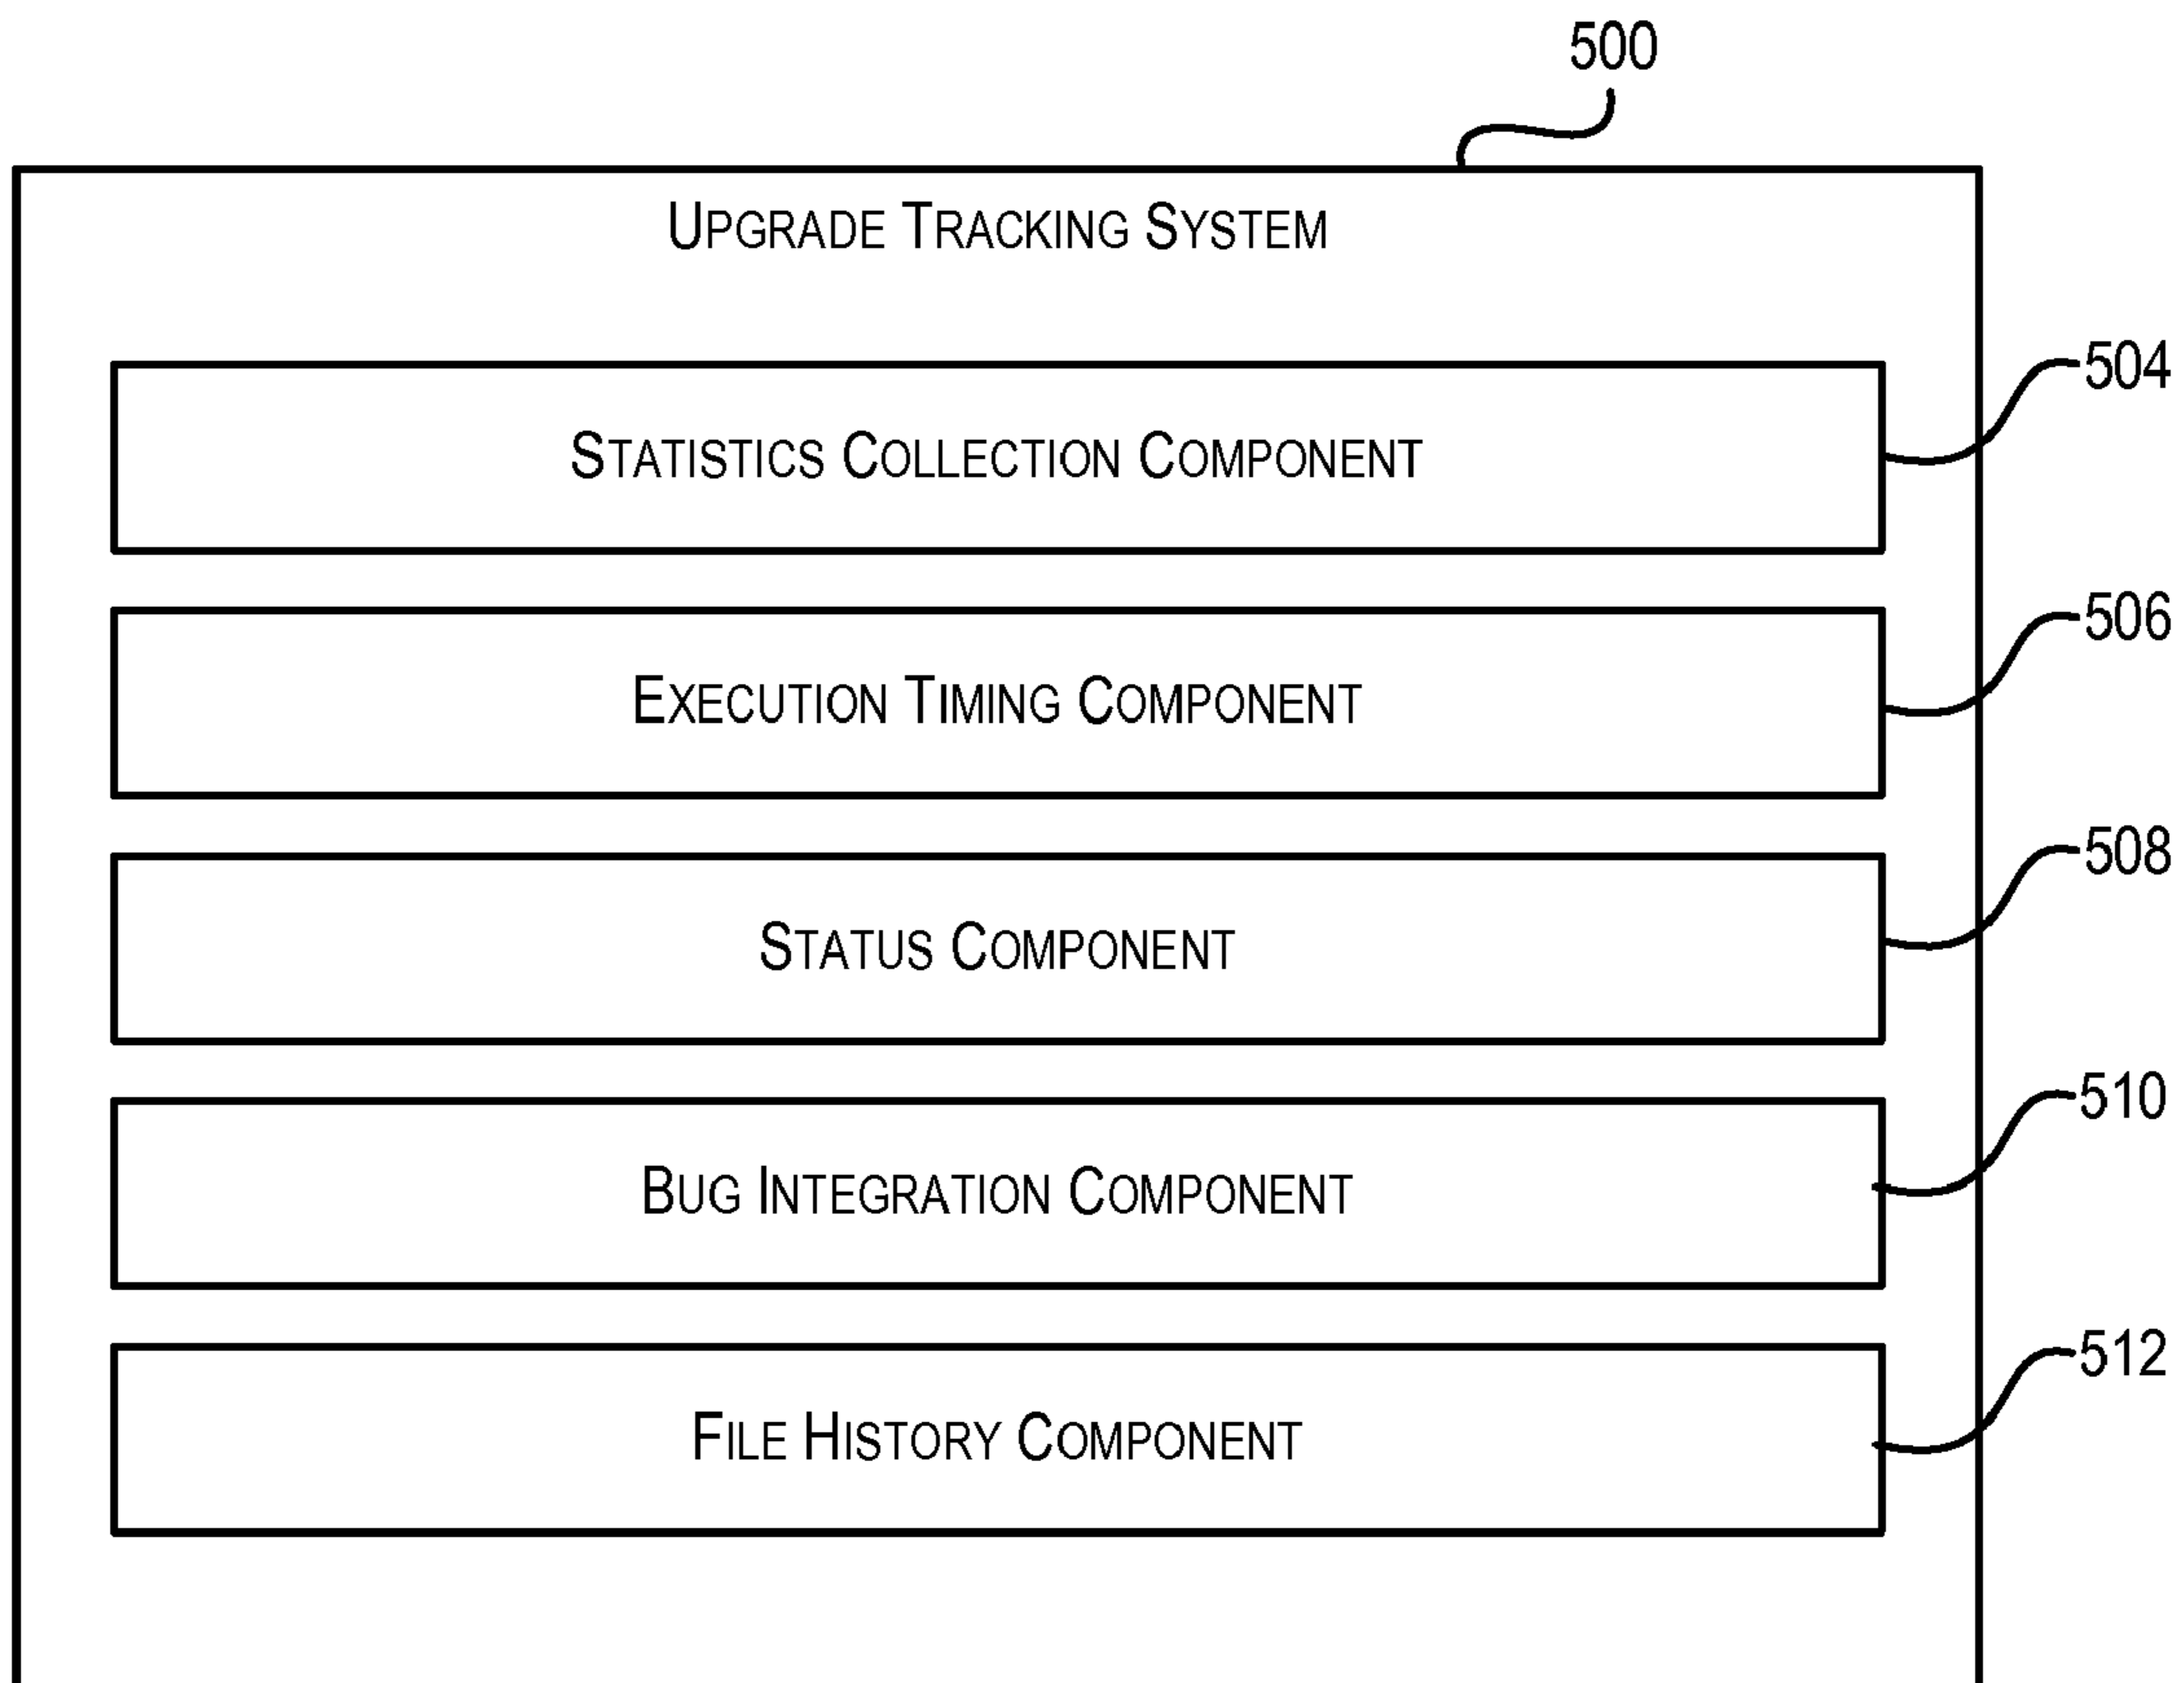 500
UPGRADE TRACKING SYSTEM
504
STATISTICS COLLECTION COMPONENT
506
EXECUTION TIMING COMPONENT
508
STATUS COMPONENT
510
BUG INTEGRATION COMPONENT
512
FILE HISTORY COMPONENT